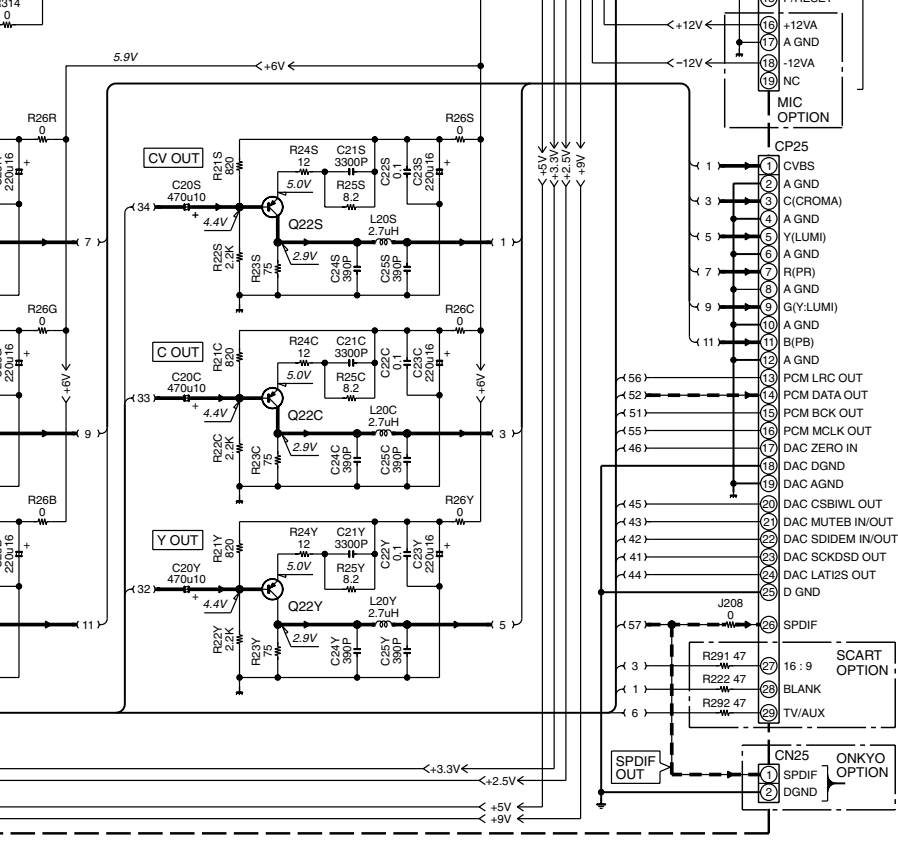 R314
0
P/RESET
<+12V
16 +12VA
17 A GND
<−12V
18 -12VA
19 NC
MIC
OPTION
5.9V
<+6V
R26R
0
220u16
+
CV OUT
R21S
820
R24S
12
C21S
3300P
R25S
8.2
C22S
0.1
C23S
220u16
+
R26S
0
5.0V
C20S
470u10
+
34
4.4V
Q22S
L20S
2.7uH
7
1
R22S
2.2K
R23S
75
2.9V
C24S
390P
C25S
390P
+5V
+3.3V
+2.5V
+9V
R26G
0
220u16
+
+6V
C OUT
R21C
820
R24C
12
C21C
3300P
R25C
8.2
C22C
0.1
C23C
220u16
+
R26C
0
+6V
5.0V
C20C
470u10
+
33
4.4V
Q22C
L20C
2.7uH
9
3
R22C
2.2K
R23C
75
2.9V
C24C
390P
C25C
390P
R26B
0
220u16
+
Y OUT
R21Y
820
R24Y
12
C21Y
3300P
R25Y
8.2
C22Y
0.1
C23Y
220u16
+
R26Y
0
5.0V
C20Y
470u10
+
32
4.4V
Q22Y
L20Y
2.7uH
11
5
R22Y
2.2K
R23Y
75
2.9V
C24Y
390P
C25Y
390P
CP25
1 1 CVBS
2 A GND
3 3 C(CROMA)
4 A GND
5 5 Y(LUMI)
6 A GND
7 7 R(PR)
8 A GND
9 9 G(Y:LUMI)
10 A GND
11 11 B(PB)
12 A GND
56 13 PCM LRC OUT
52 14 PCM DATA OUT
51 15 PCM BCK OUT
55 16 PCM MCLK OUT
46 17 DAC ZERO IN
18 DAC DGND
19 DAC AGND
45 20 DAC CSBIWL OUT
43 21 DAC MUTEB IN/OUT
42 22 DAC SDIDEM IN/OUT
41 23 DAC SCKDSD OUT
44 24 DAC LATI2S OUT
25 D GND
J208
0
57 26 SPDIF
SCART
OPTION
3 R291 47 27 16 : 9
1 R222 47 28 BLANK
6 R292 47 29 TV/AUX
SPDIF
OUT
CN25
ONKYO
OPTION
1 SPDIF
2 DGND
<+3.3V
<+2.5V
<+5V
<+9V